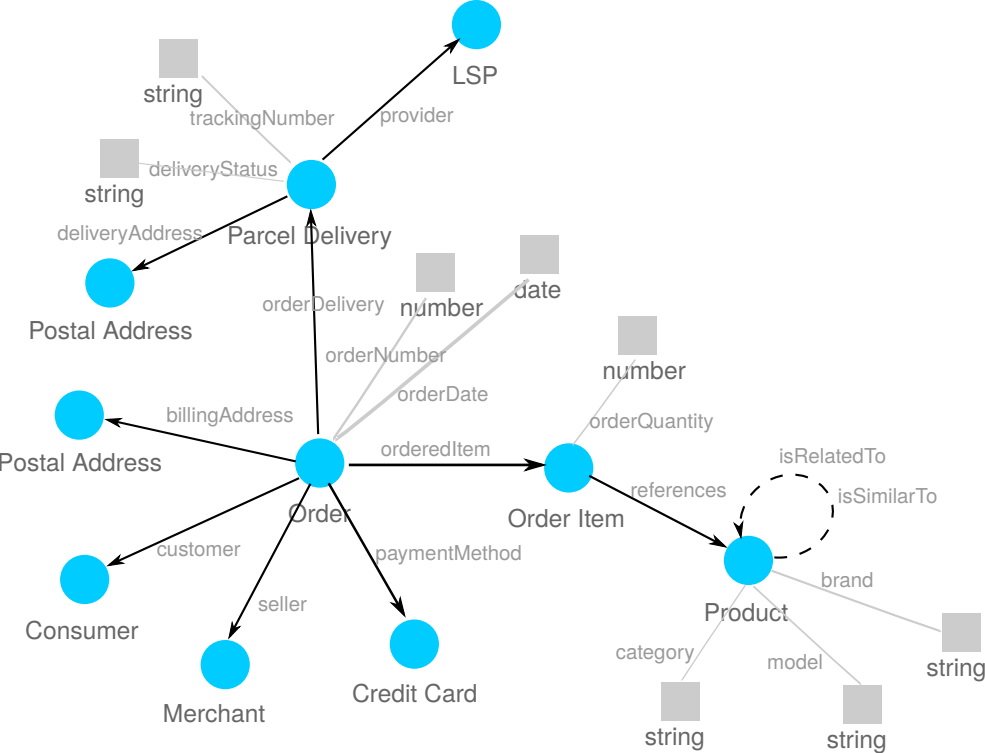 LSP
string
trackingNumber
provider
deliveryStatus
string
deliveryAddress
Parcel Delivery
date
orderDelivery
number
Postal Address
orderNumber
number
orderDate
billingAddress
orderQuantity
orderedItem
isRelatedTo
Postal Address
references
isSimilarTo
Order
Order Item
customer
paymentMethod
brand
seller
Product
Consumer
category
model
string
Credit Card
Merchant
string
string